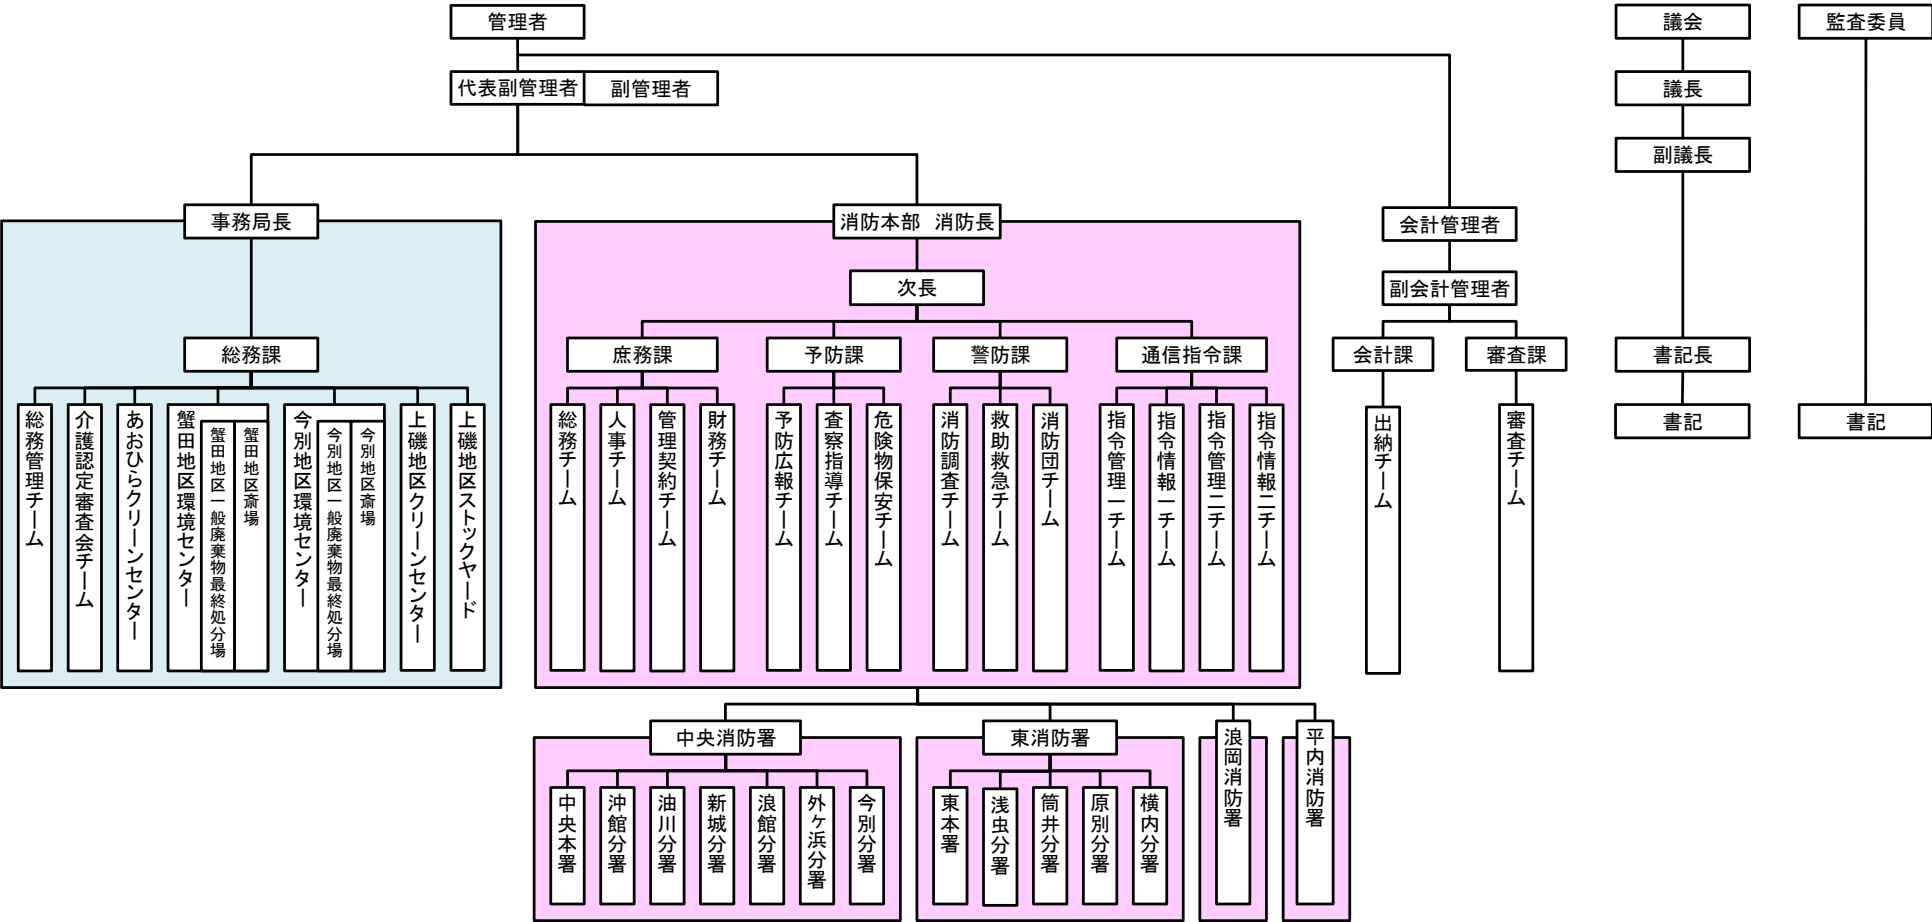 管理者
代表副管理者
副管理者
議会
議長
副議長
監査委員
事務局長
消防本部　消防長
会計管理者
次長
副会計管理者
総務課
庶務課
予防課
警防課
通信指令課
会計課
審査課
書記長
書記
書記
総務管理チーム
介護認定審査会チーム
あおひらクリーンセンター
蟹田地区環境センター
蟹田地区一般廃棄物最終処分場
蟹田地区斎場
今別地区環境センター
今別地区一般廃棄物最終処分場
今別地区斎場
上磯地区クリーンセンター
上磯地区ストックヤード
総務チーム
人事チーム
管理契約チーム
財務チーム
予防広報チーム
査察指導チーム
危険物保安チーム
消防調査チーム
救助救急チーム
消防団チーム
指令管理一チーム
指令情報一チーム
指令管理二チーム
指令情報二チーム
出納チーム
審査チーム
中央消防署
東消防署
浪岡消防署
平内消防署
中央本署
沖館分署
油川分署
新城分署
浪館分署
外ヶ浜分署
今別分署
東本署
浅虫分署
筒井分署
原別分署
横内分署